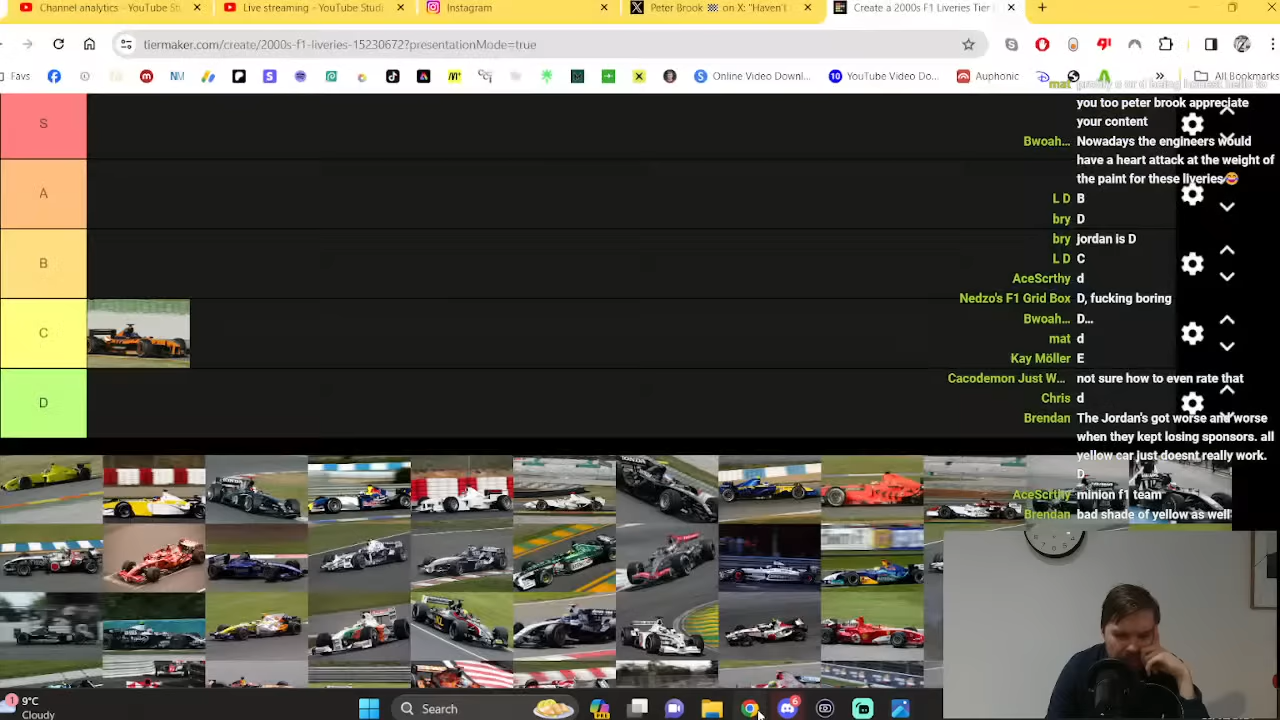 Channel analytics - YouTube St
Live streaming - YouTube Studi
Instagram
Peter Brook on X: "Haven't
Create a 2000s F1 Liveries Tier
tiermaker.com/create/2000s-f1-liveries-15230672?presentationMode=true
Favs
Online Video Downl...
YouTube Video Do...
Auphonic
All Bookmarks
mat
you too peter brook appreciate
your content
Bwoah... Nowadays the engineers would
have a heart attack at the weight of
the paint for these liveries😂
L D B
bry D
bry jordan is D
L D C
AceScrthy d
Nedzo's F1 Grid Box D, fucking boring
Bwoah... D...
mat d
Kay Möller E
Cacodemon Just W... not sure how to even rate that
Chris d
Brendan The Jordan's got worse and worse
when they kept losing sponsors. all
yellow car just doesnt really work.
D
AceScrthy minion f1 team
Brendan bad shade of yellow as well
S
A
B
C
D
9°C
Cloudy
Search